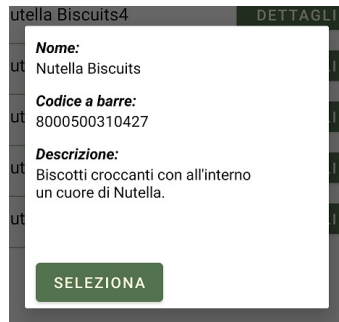 utella Biscuits4
DETTAGLI
Nome:
Nutella Biscuits
Codice a barre:
8000500310427
Descrizione:
Biscotti croccanti con all'interno
un cuore di Nutella.
SELEZIONA